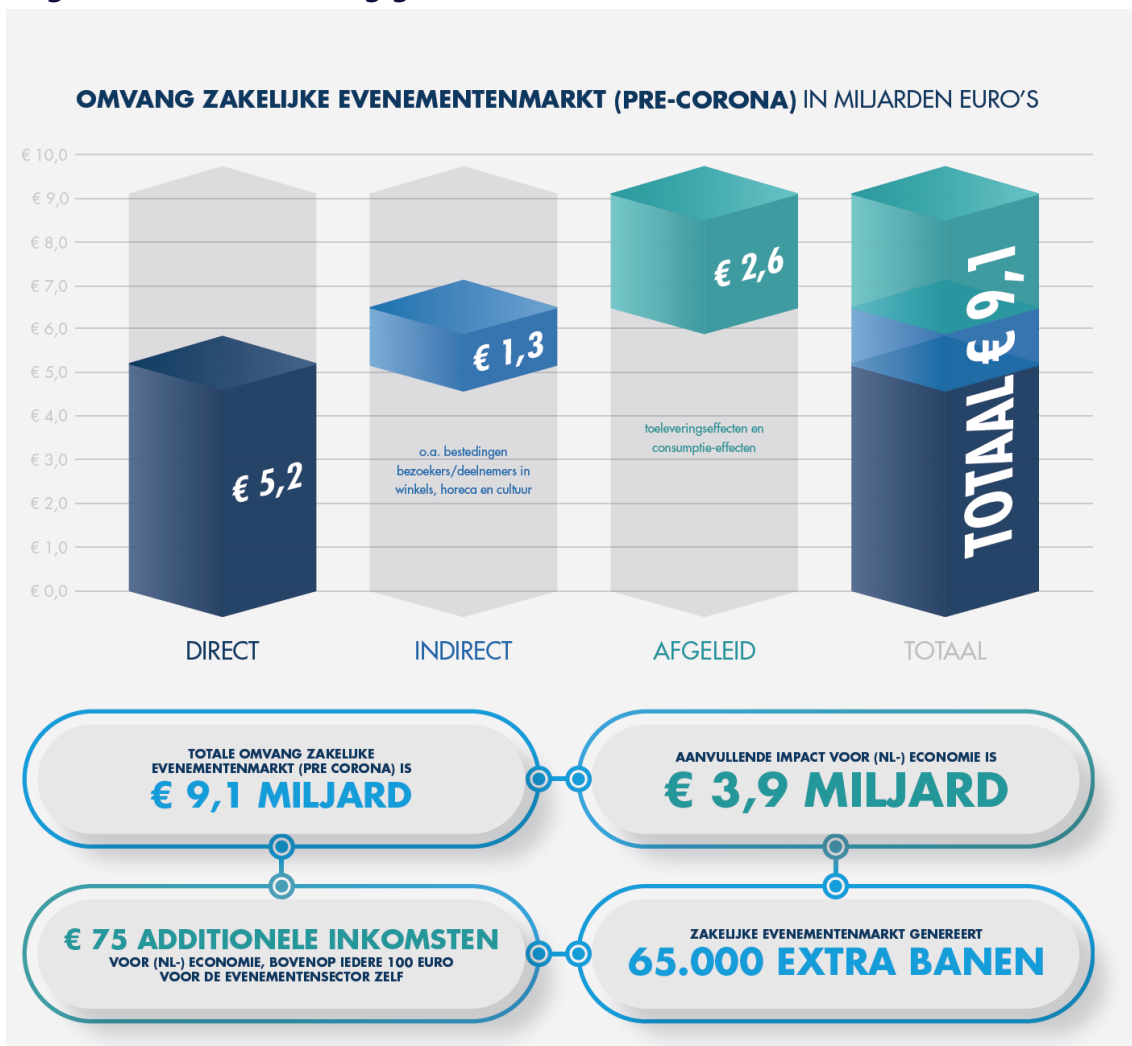 OMVANG ZAKELIJKE EVENEMENTENMARKT (PRE-CORONA) IN MILJARDEN EURO'S
€ 10,0
€ 9,0
€ 8,0
€ 7,0
€ 6,0
€ 5,0
€ 4,0
€ 3,0
€ 2,0
€ 1,0
€ 0,0
€ 5,2
€ 1,3
o.a. bestedingen
bezoekers/deelnemers in
winkels, horeca en cultuur
€ 2,6
toeleveringseffecten en
consumptie-effecten
TOTAAL € 9,1
DIRECT
INDIRECT
AFGELEID
TOTAAL
TOTALE OMVANG ZAKELIJKE
EVENEMENTENMARKT (PRE CORONA) IS
€ 9,1 MILJARD
AANVULLENDE IMPACT VOOR (NL-) ECONOMIE IS
€ 3,9 MILJARD
€ 75 ADDITIONELE INKOMSTEN
VOOR (NL-) ECONOMIE, BOVENOP IEDERE 100 EURO
VOOR DE EVENEMENTENSECTOR ZELF
ZAKELIJKE EVENEMENTENMARKT GENEREERT
65.000 EXTRA BANEN